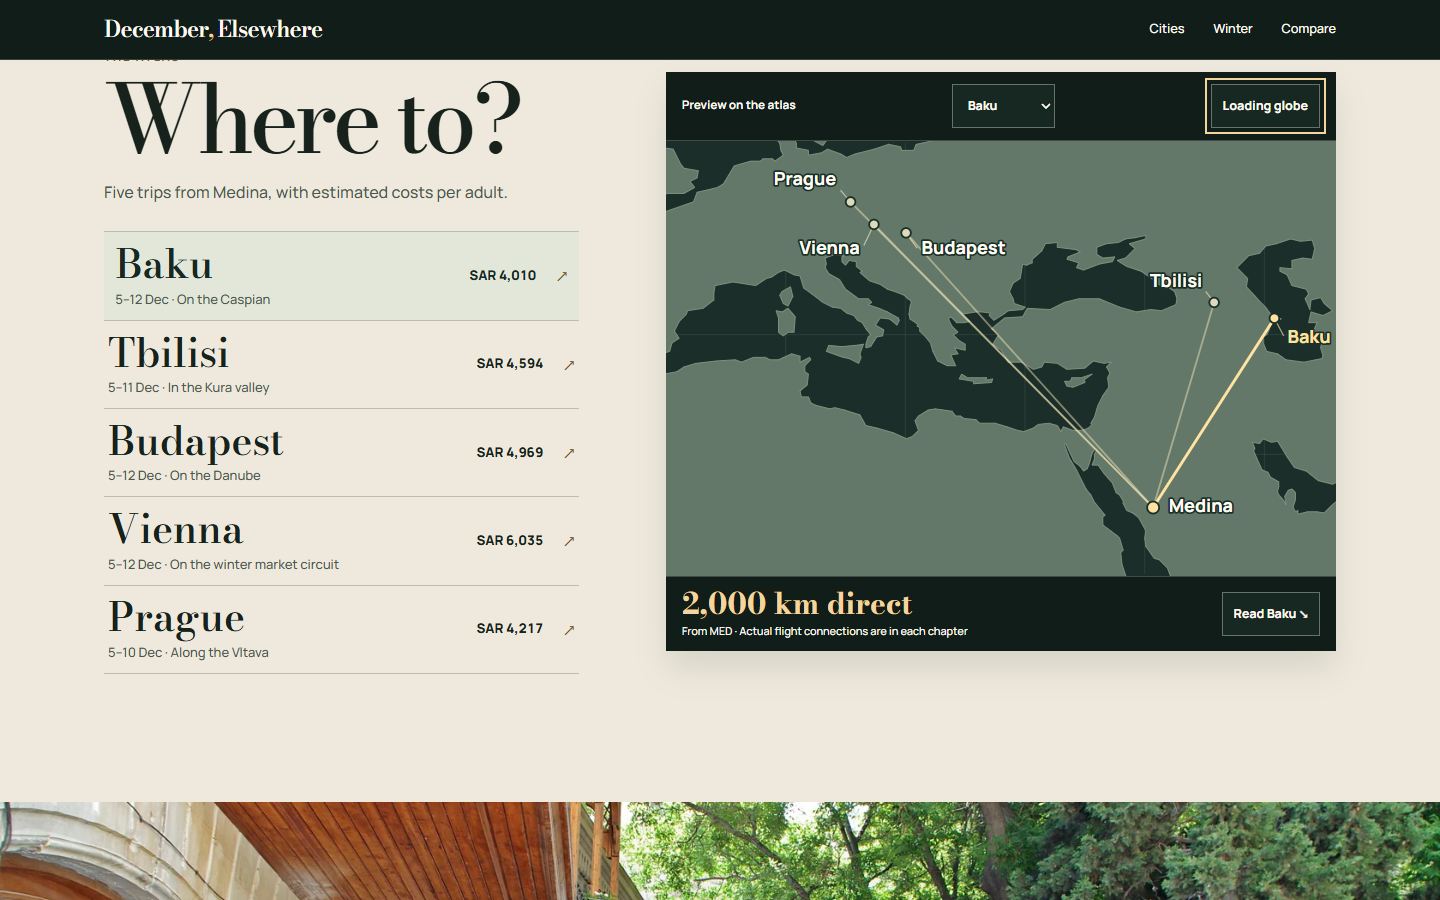 December, Elsewhere
Cities
Winter
Compare
Where to?
Five trips from Medina, with estimated costs per adult.
Baku
SAR 4,010 ↗
5–12 Dec · On the Caspian
Tbilisi
SAR 4,594 ↗
5–11 Dec · In the Kura valley
Budapest
SAR 4,969 ↗
5–12 Dec · On the Danube
Vienna
SAR 6,035 ↗
5–12 Dec · On the winter market circuit
Prague
SAR 4,217 ↗
5–10 Dec · Along the Vltava
Preview on the atlas
Baku
Loading globe
Prague
Vienna
Budapest
Tbilisi
Baku
Medina
2,000 km direct
From MED · Actual flight connections are in each chapter
Read Baku ↘